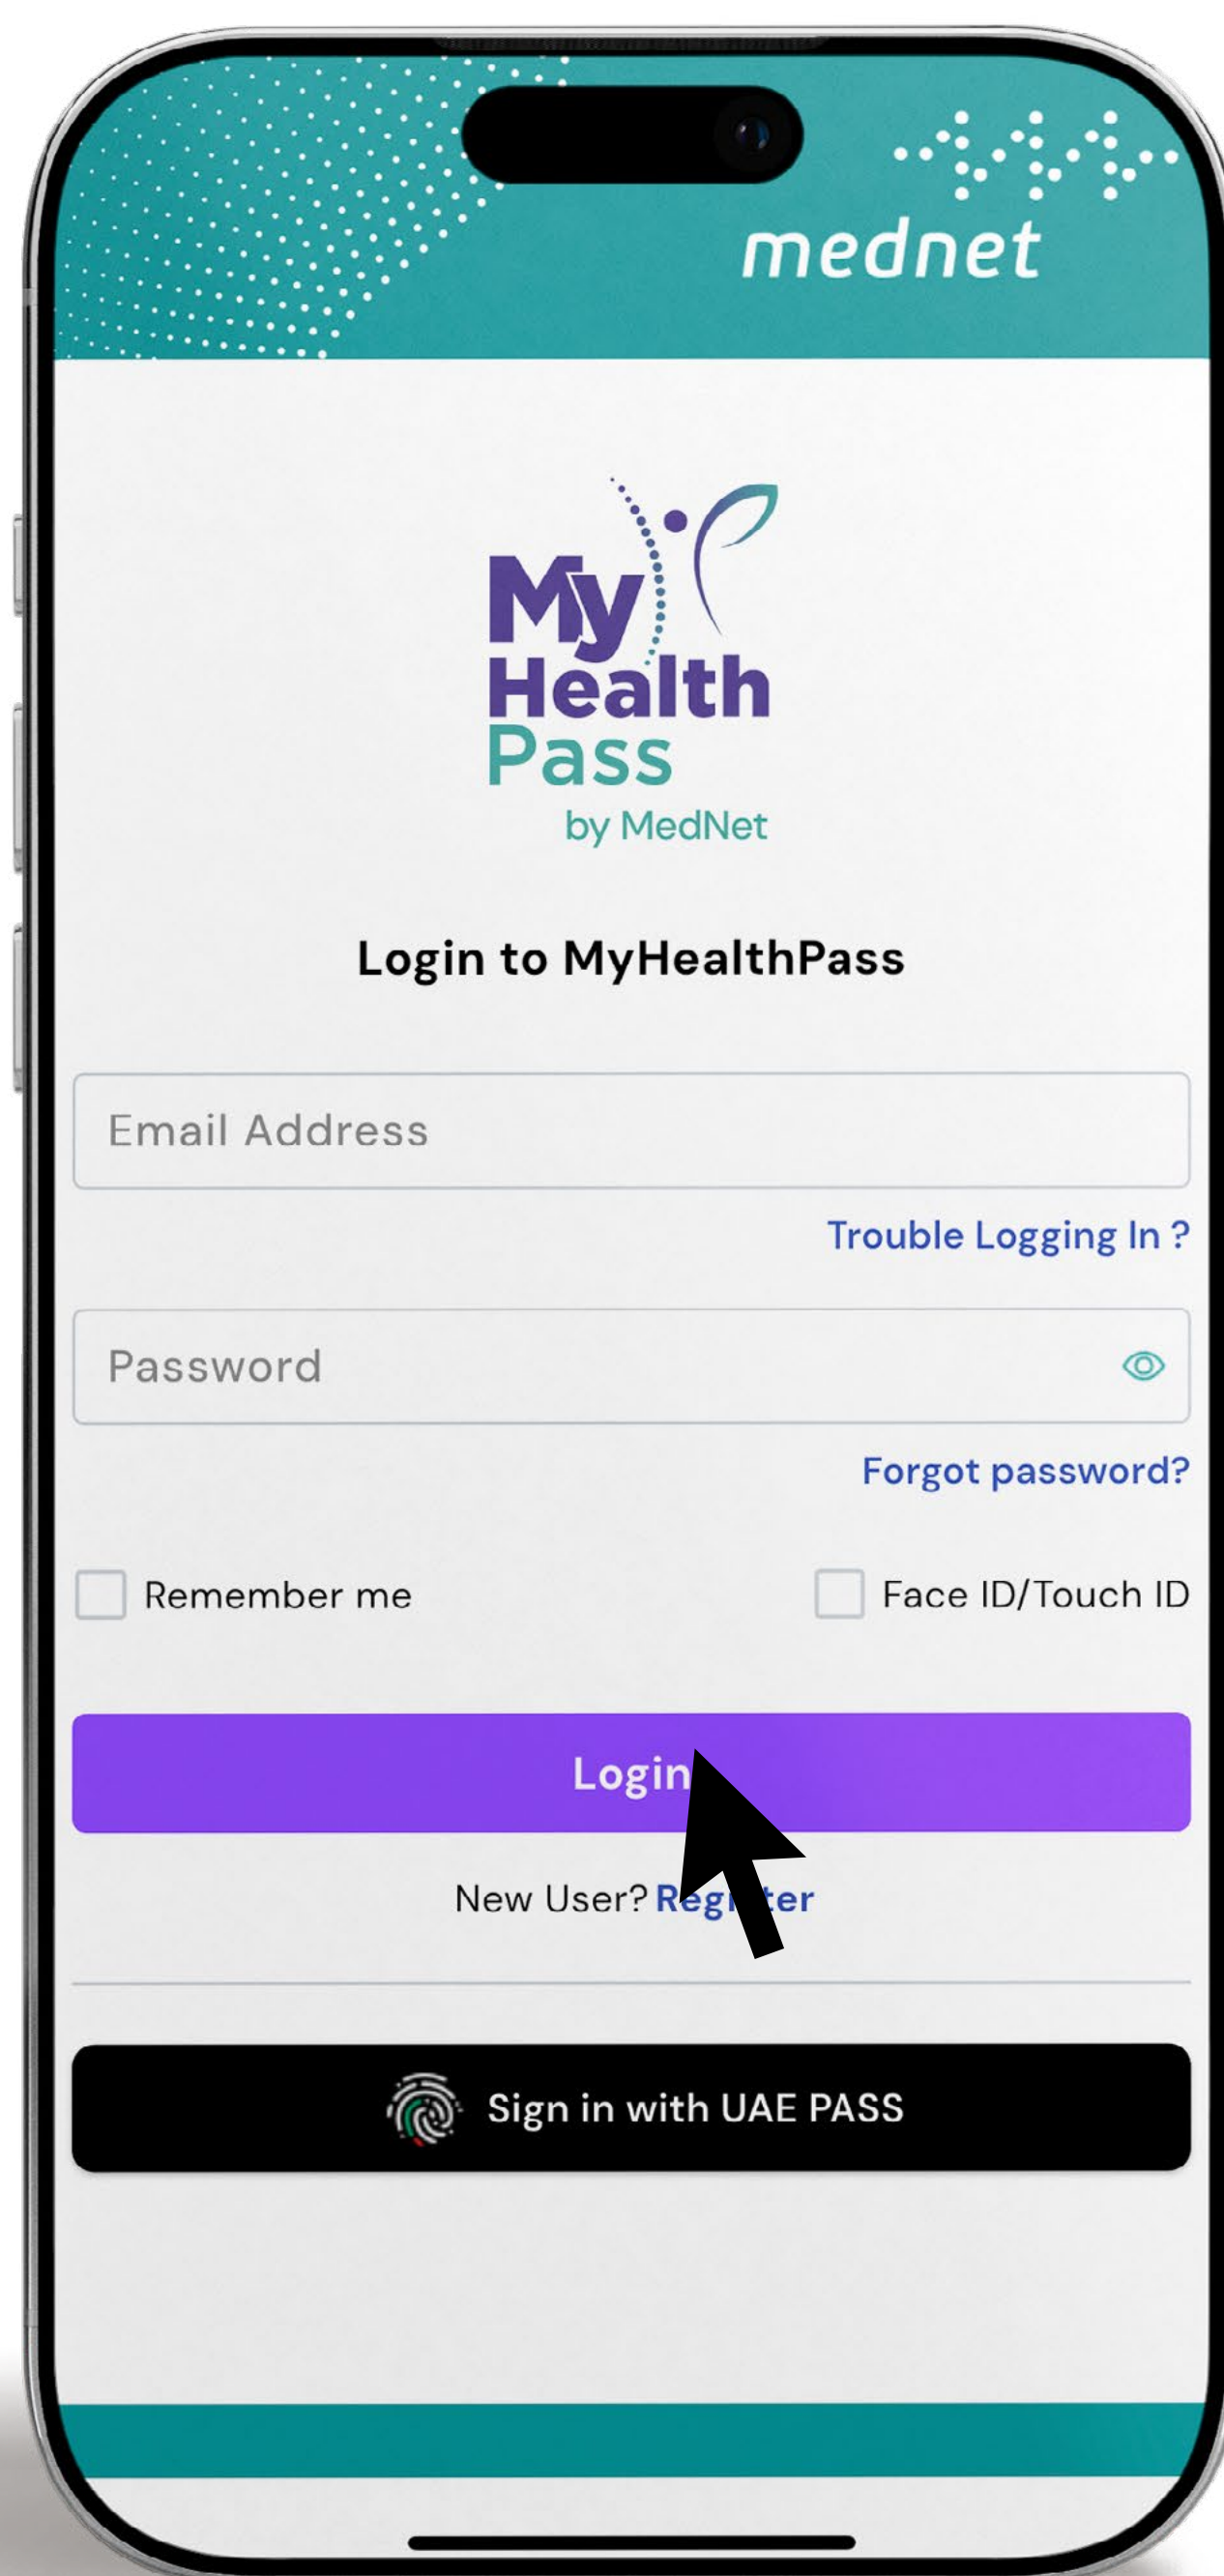 mednet
My
Health
Pass
by MedNet
Login to MyHealthPass
Email Address
Trouble Logging In ?
Password
Forgot password?
Remember me
Face ID/Touch ID
Login
New User?
Sign in with UAE PASS